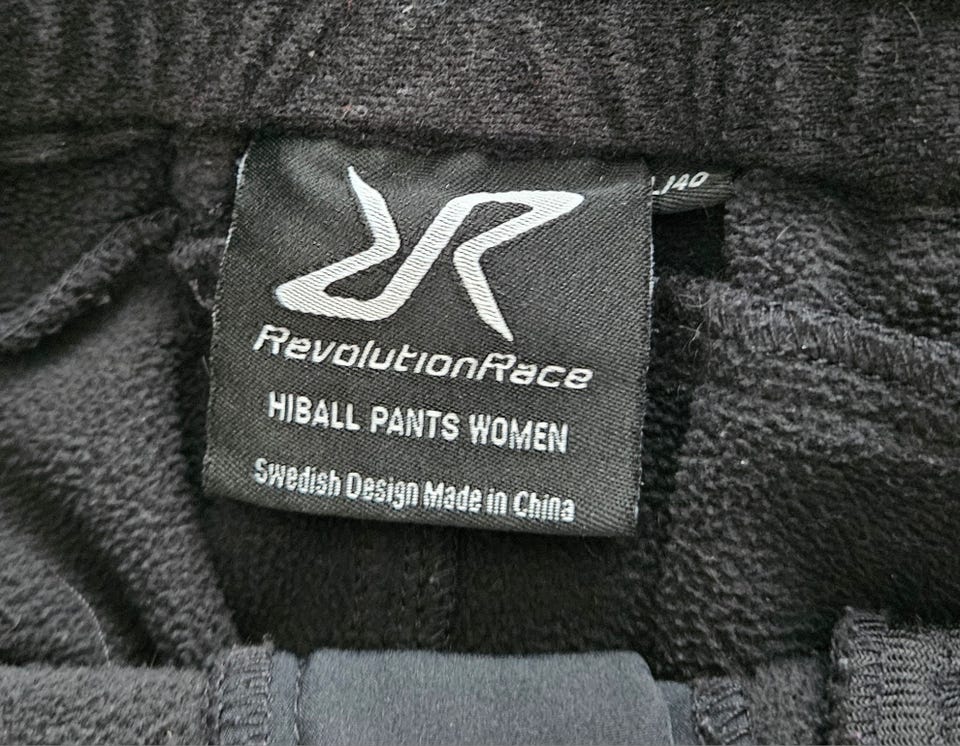 RevolutionRace
HIBALL PANTS WOMEN
Swedish Design Made in China